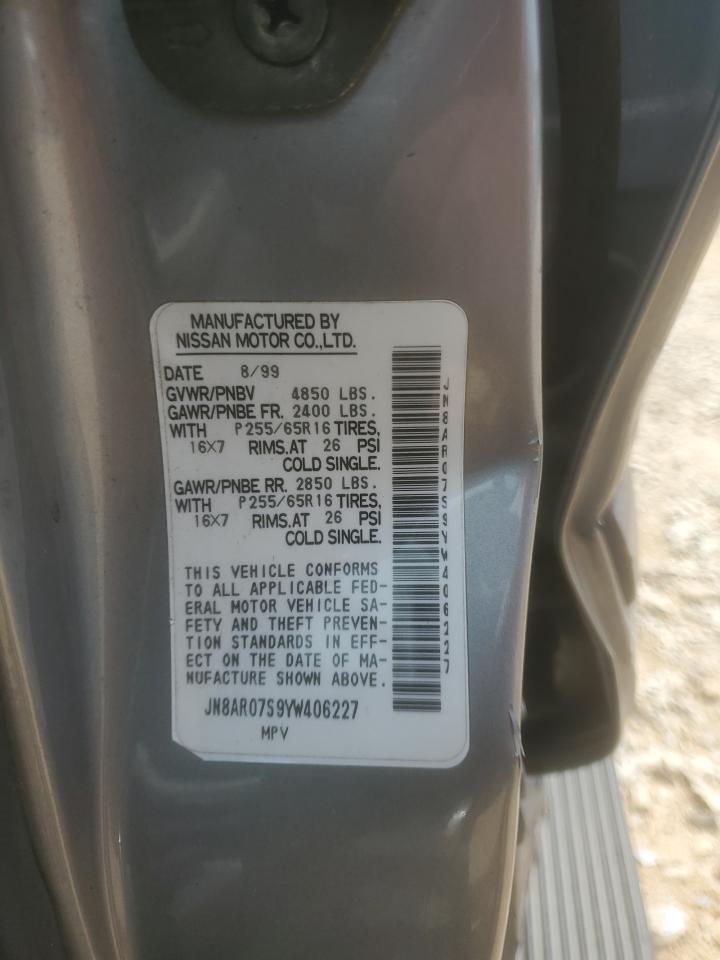 MANUFACTURED BY
NISSAN MOTOR CO.,LTD.
DATE 8/99
GVWR/PNBV 4850 LBS.
GAWR/PNBE FR. 2400 LBS.
WITH P255/65R16 TIRES,
16X7 RIMS.AT 26 PSI
COLD SINGLE.
GAWR/PNBE RR. 2850 LBS.
WITH P255/65R16 TIRES,
16X7 RIMS.AT 26 PSI
COLD SINGLE.
THIS VEHICLE CONFORMS
TO ALL APPLICABLE FED-
ERAL MOTOR VEHICLE SA-
FETY AND THEFT PREVEN-
TION STANDARDS IN EFF-
ECT ON THE DATE OF MA-
NUFACTURE SHOWN ABOVE.
JN8AR07S9YW406227
MPV
JN8AR07S9YW406227